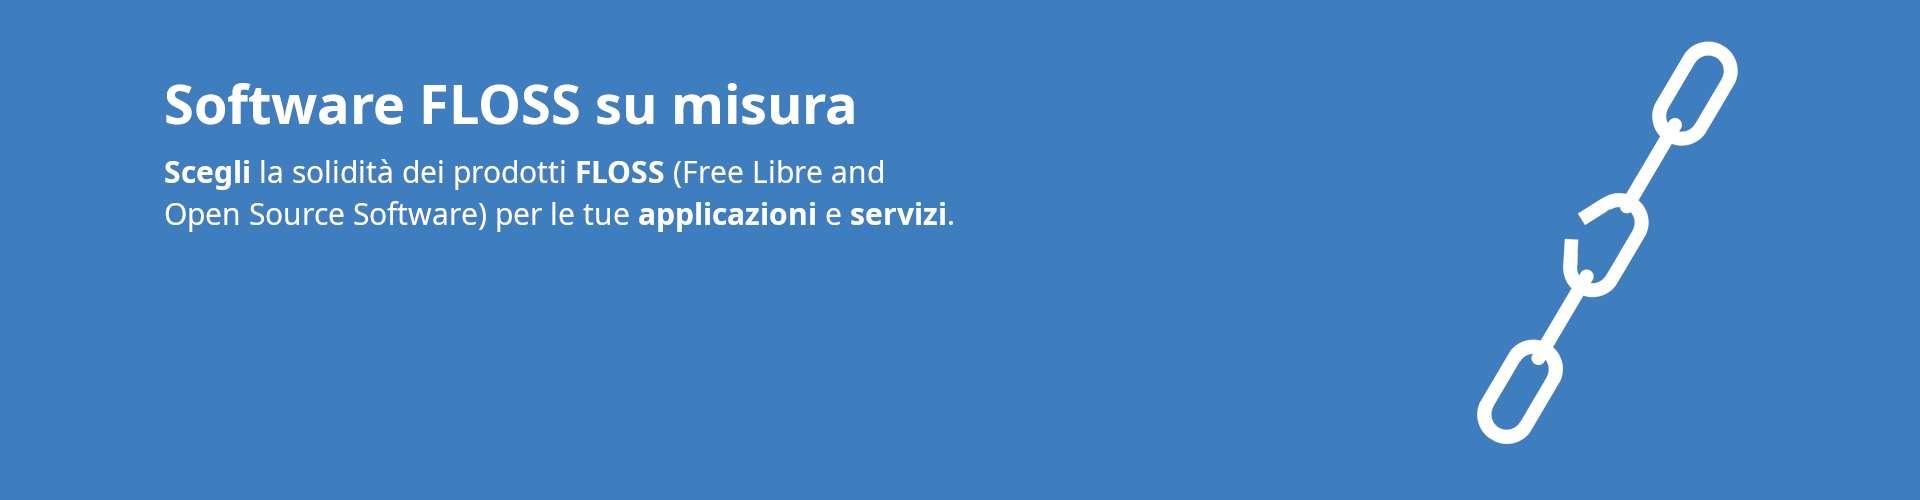 Software FLOSS su misura
Scegli la solidità dei prodotti FLOSS (Free Libre and
Open Source Software) per le tue applicazioni e servizi.